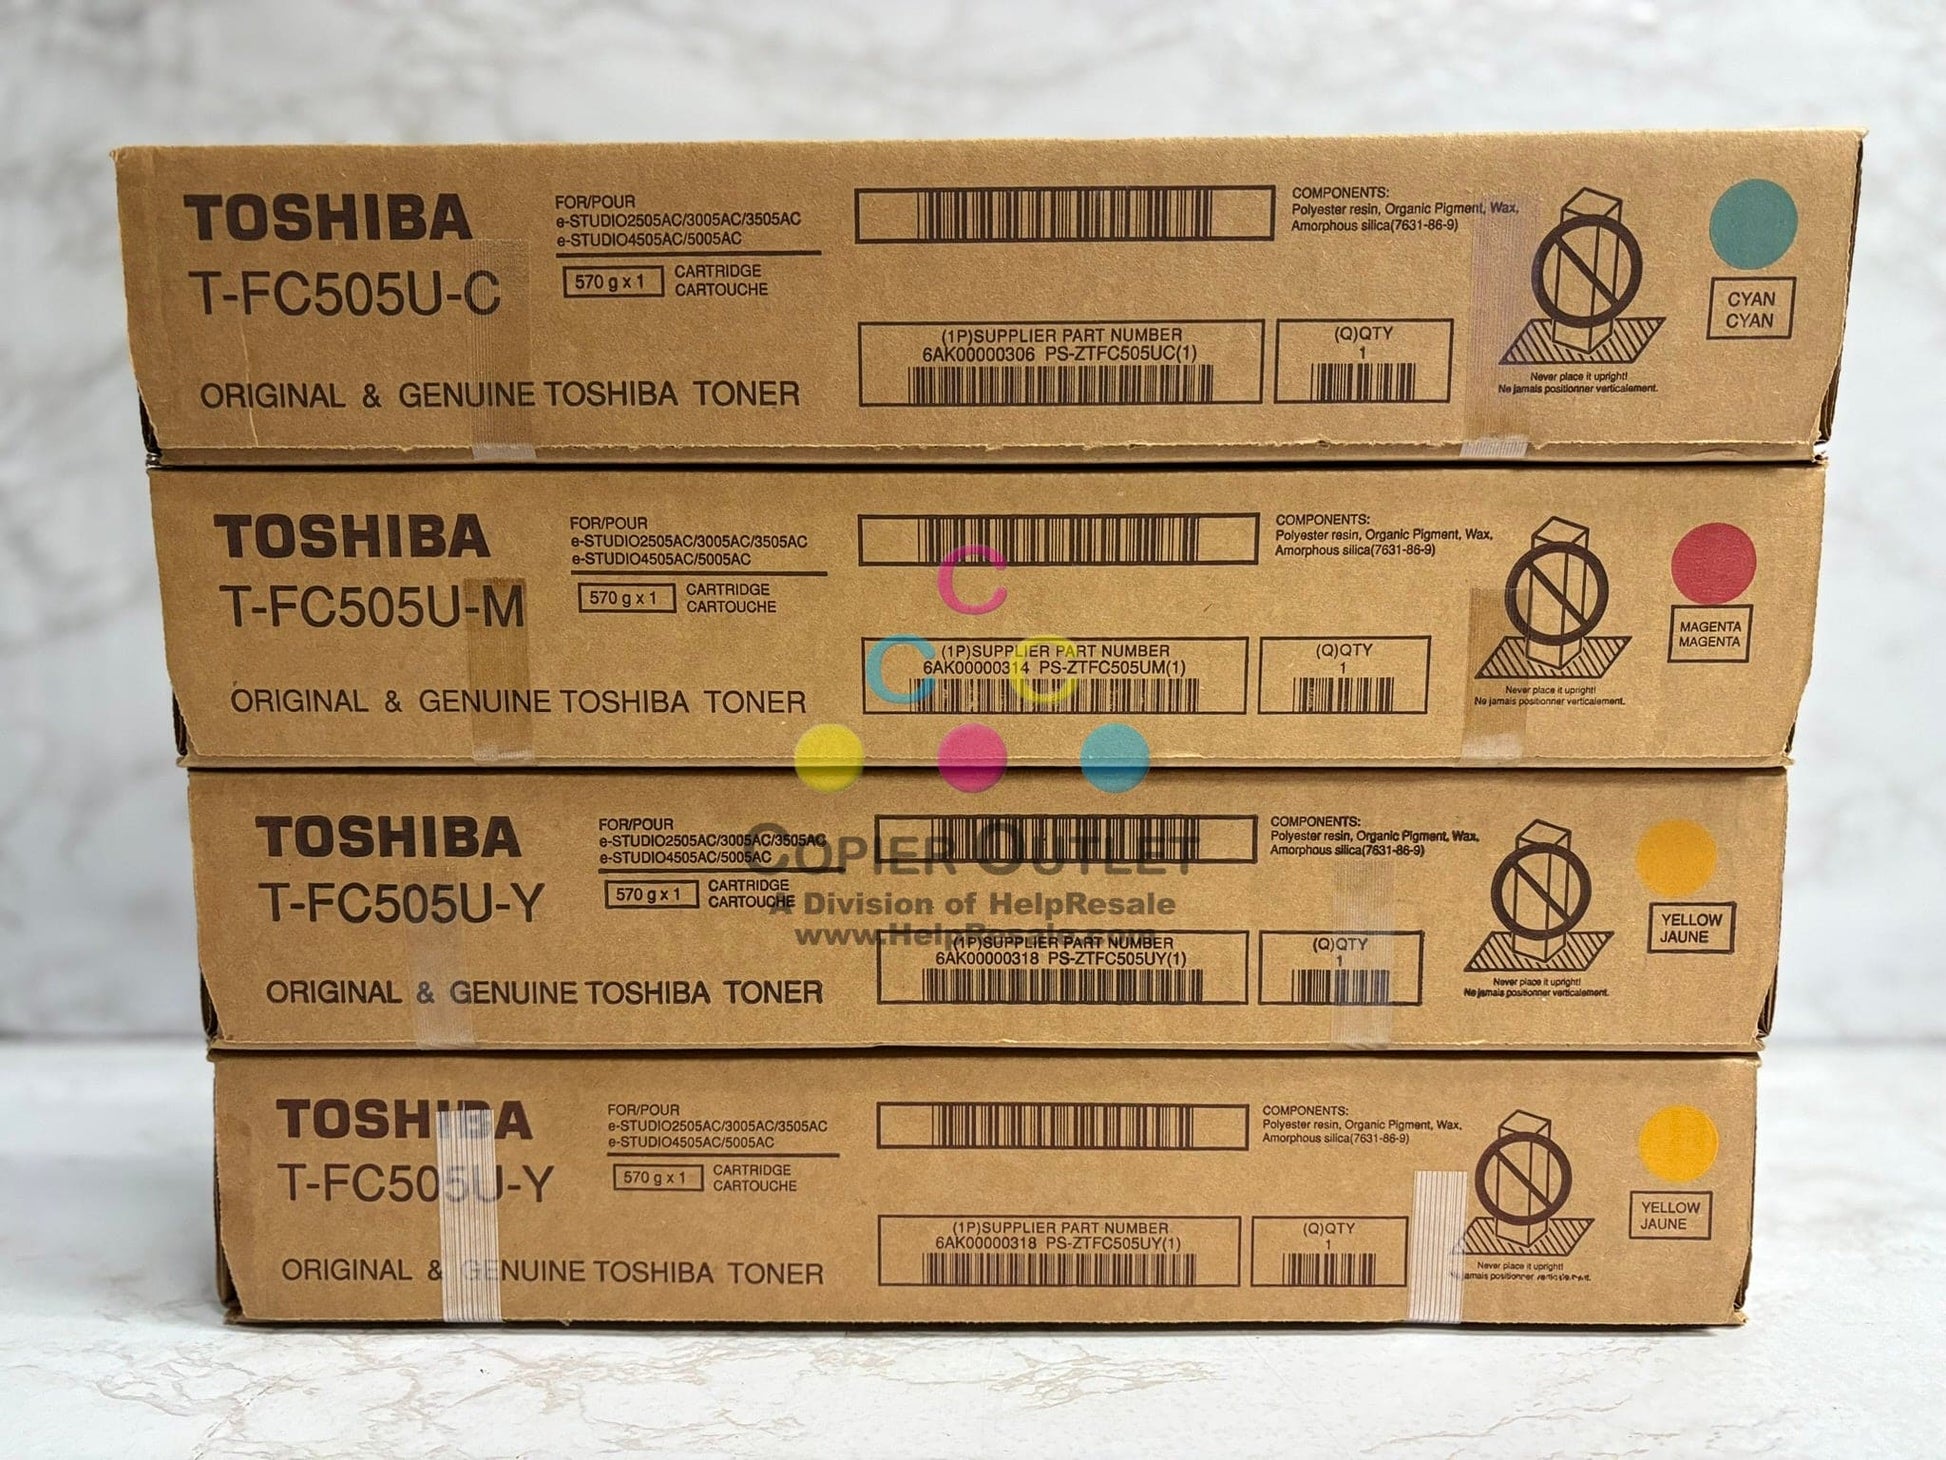 TOSHIBA
T-FC505U-C
ORIGINAL & GENUINE TOSHIBA TONER
FOR/POUR
e-STUDIO2505AC/3005AC/3505AC
e-STUDIO4505AC/5005AC
570 g x 1
CARTRIDGE
CARTOUCHE
(1P)SUPPLIER PART NUMBER
6AK00000306 PS-ZTFC505UC(1)
(Q)QTY
1
COMPONENTS:
Polyester resin, Organic Pigment, Wax,
Amorphous silica(7631-86-9)
Never place it upright!
Ne jamais positionner verticalement.
CYAN
CYAN
TOSHIBA
T-FC505U-M
ORIGINAL & GENUINE TOSHIBA TONER
FOR/POUR
e-STUDIO2505AC/3005AC/3505AC
e-STUDIO4505AC/5005AC
570 g x 1
CARTRIDGE
CARTOUCHE
(1P)SUPPLIER PART NUMBER
6AK00000314 PS-ZTFC505UM(1)
(Q)QTY
1
COMPONENTS:
Polyester resin, Organic Pigment, Wax,
Amorphous silica(7631-86-9)
Never place it upright!
Ne jamais positionner verticalement.
MAGENTA
MAGENTA
C
C C
COPIER OUTLET
A Division of HelpResale
www.HelpResale.com
TOSHIBA
T-FC505U-Y
ORIGINAL & GENUINE TOSHIBA TONER
FOR/POUR
e-STUDIO2505AC/3005AC/3505AC
e-STUDIO4505AC/5005AC
570 g x 1
CARTRIDGE
CARTOUCHE
(1P)SUPPLIER PART NUMBER
6AK00000318 PS-ZTFC505UY(1)
(Q)QTY
1
COMPONENTS:
Polyester resin, Organic Pigment, Wax,
Amorphous silica(7631-86-9)
Never place it upright!
Ne jamais positionner verticalement.
YELLOW
JAUNE
TOSHIBA
T-FC505U-Y
ORIGINAL & GENUINE TOSHIBA TONER
FOR/POUR
e-STUDIO2505AC/3005AC/3505AC
e-STUDIO4505AC/5005AC
570 g x 1
CARTRIDGE
CARTOUCHE
(1P)SUPPLIER PART NUMBER
6AK00000318 PS-ZTFC505UY(1)
(Q)QTY
1
COMPONENTS:
Polyester resin, Organic Pigment, Wax,
Amorphous silica(7631-86-9)
Never place it upright!
jamais positionner verticalement.
YELLOW
JAUNE